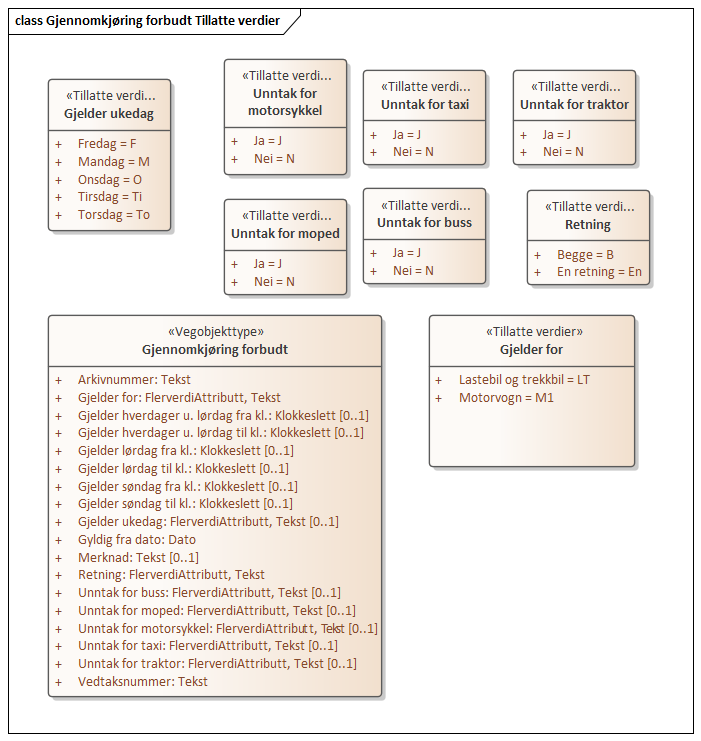 class Gjennomkjøring forbudt Tillatte verdier
«Tillatte verdi...
Gjelder ukedag
+ Fredag = F
+ Mandag = M
+ Onsdag = O
+ Tirsdag = Ti
+ Torsdag = To
«Tillatte verdi...
Unntak for
motorsykkel
+ Ja = J
+ Nei = N
«Tillatte verdi...
Unntak for taxi
+ Ja = J
+ Nei = N
«Tillatte verdi...
Unntak for traktor
+ Ja = J
+ Nei = N
«Tillatte verdi...
Unntak for moped
+ Ja = J
+ Nei = N
«Tillatte verdi...
Unntak for buss
+ Ja = J
+ Nei = N
«Tillatte verdi...
Retning
+ Begge = B
+ En retning = En
«Vegobjekttype»
Gjennomkjøring forbudt
+ Arkivnummer: Tekst
+ Gjelder for: FlerverdiAttributt, Tekst
+ Gjelder hverdager u. lørdag fra kl.: Klokkeslett [0..1]
+ Gjelder hverdager u. lørdag til kl.: Klokkeslett [0..1]
+ Gjelder lørdag fra kl.: Klokkeslett [0..1]
+ Gjelder lørdag til kl.: Klokkeslett [0..1]
+ Gjelder søndag fra kl.: Klokkeslett [0..1]
+ Gjelder søndag til kl.: Klokkeslett [0..1]
+ Gjelder ukedag: FlerverdiAttributt, Tekst [0..1]
+ Gyldig fra dato: Dato
+ Merknad: Tekst [0..1]
+ Retning: FlerverdiAttributt, Tekst
+ Unntak for buss: FlerverdiAttributt, Tekst [0..1]
+ Unntak for moped: FlerverdiAttributt, Tekst [0..1]
+ Unntak for motorsykkel: FlerverdiAttributt, Tekst [0..1]
+ Unntak for taxi: FlerverdiAttributt, Tekst [0..1]
+ Unntak for traktor: FlerverdiAttributt, Tekst [0..1]
+ Vedtaksnummer: Tekst
«Tillatte verdier»
Gjelder for
+ Lastebil og trekkbil = LT
+ Motorvogn = M1